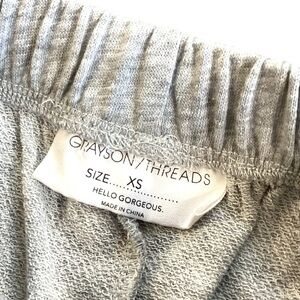 GRAYSON/THREADS
SIZE..........XS..........
HELLO GORGEOUS.
MADE IN CHINA